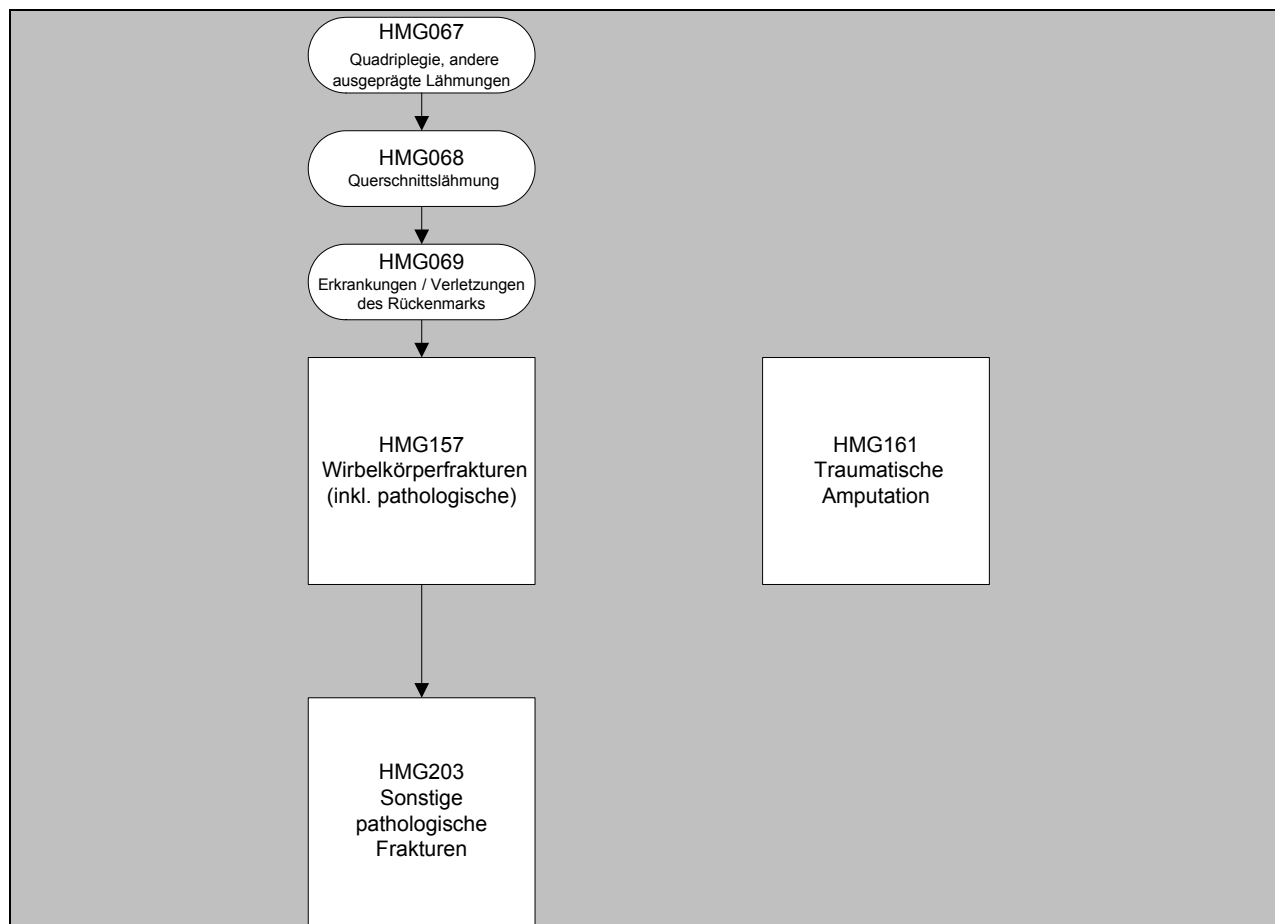 HMG067
Quadriplegie, andere
ausgeprägte Lähmungen
HMG068
Querschnittslähmung
HMG069
Erkrankungen / Verletzungen
des Rückenmarks
HMG157
Wirbelkörperfrakturen
(inkl. pathologische)
HMG161
Traumatische
Amputation
HMG203
Sonstige
pathologische
Frakturen